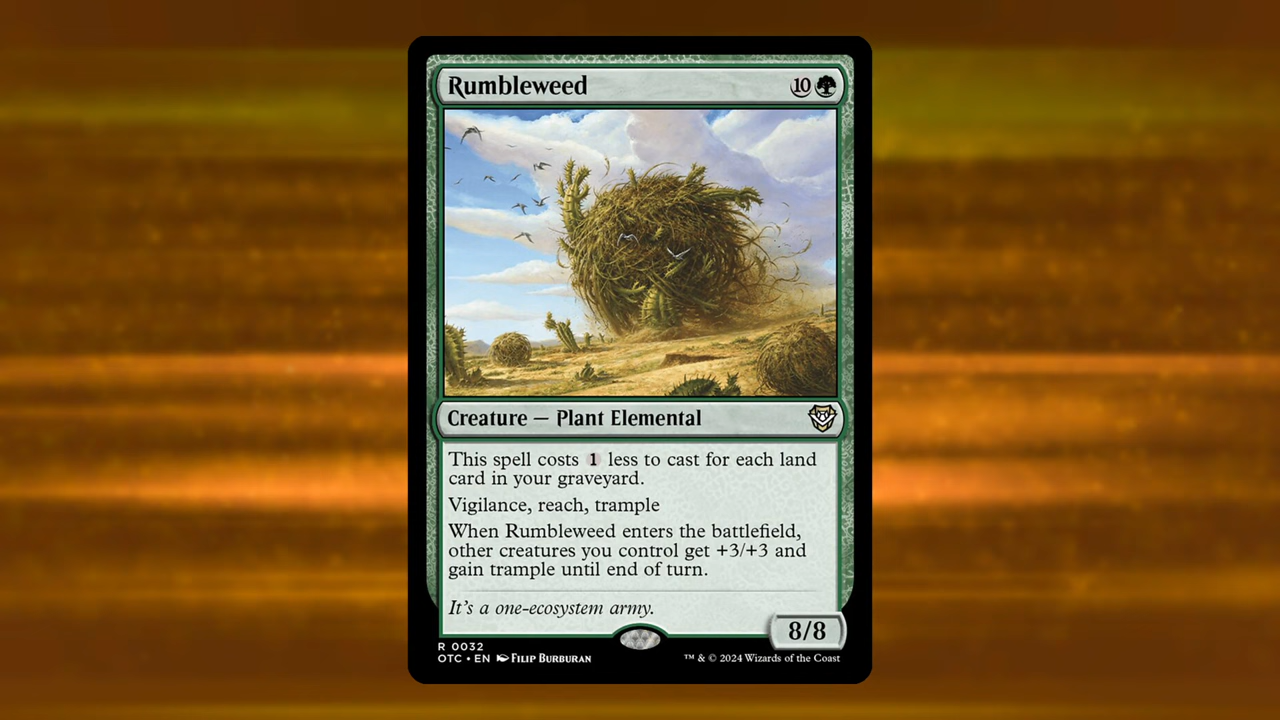 Rumbleweed 10
This spell costs 1 less to cast for each land
card in your graveyard.
Vigilance, reach, trample
When Rumbleweed enters the battlefield,
other creatures you control get +3/+3 and
gain trample until end of turn.
It's a one-ecosystem army.
8/8
Creature — Plant Elemental
R 0032
OTC • EN Filip Burburan
™ & © 2024 Wizards of the Coast